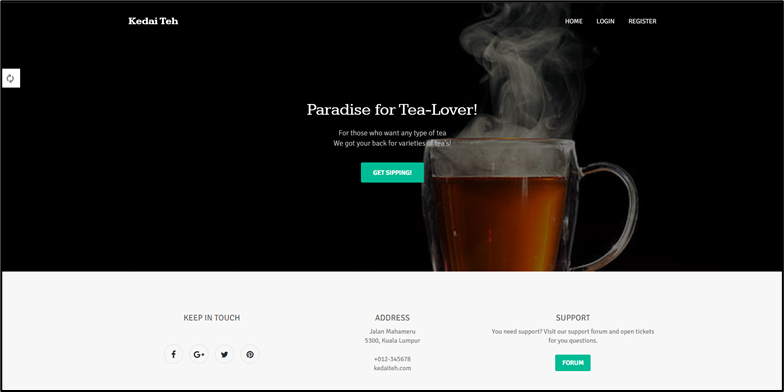 Kedai Teh
HOME LOGIN REGISTER
Paradise for Tea-Lover!
For those who want any type of tea
We got your back for varieties of tea's!
GET SIPPING!
KEEP IN TOUCH
ADDRESS
Jalan Mahameru
5300, Kuala Lumpur
+012-345678
kedaiteh.com
SUPPORT
You need support? Visit our support forum and open tickets
for you questions.
FORUM